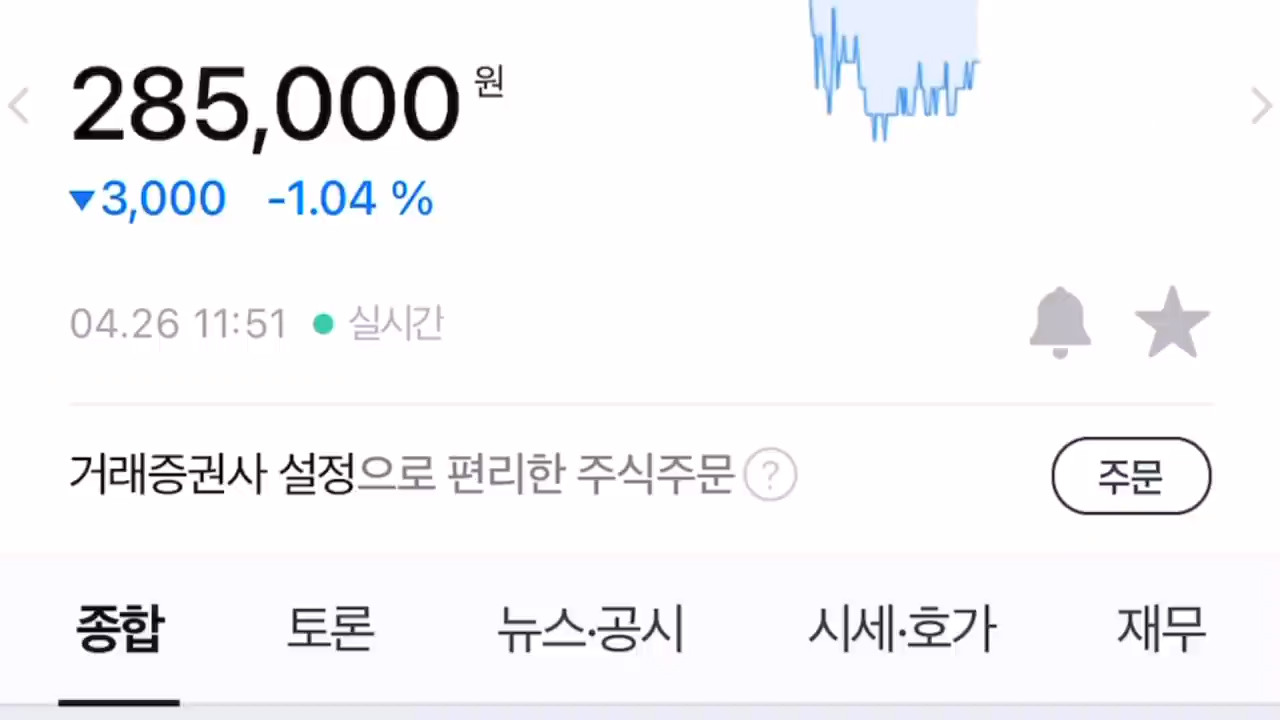 285,000 원
▼3,000 -1.04 %
04.26 11:51 ● 실시간
거래증권사 설정으로 편리한 주식주문 ?
주문
종합 토론 뉴스·공시 시세·호가 재무